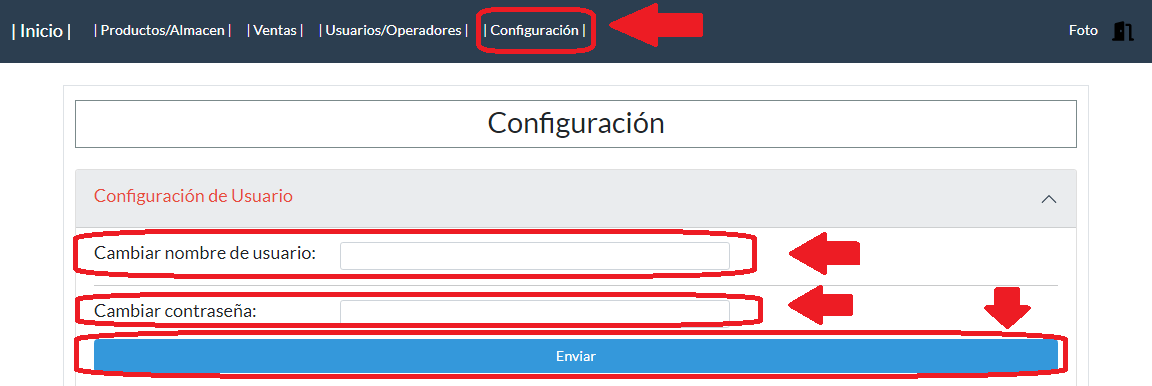 | Inicio | | Productos/Almacen | | Ventas | | Usuarios/Operadores | | Configuración | Foto
Configuración
Configuración de Usuario
Cambiar nombre de usuario:
Cambiar contraseña:
Enviar